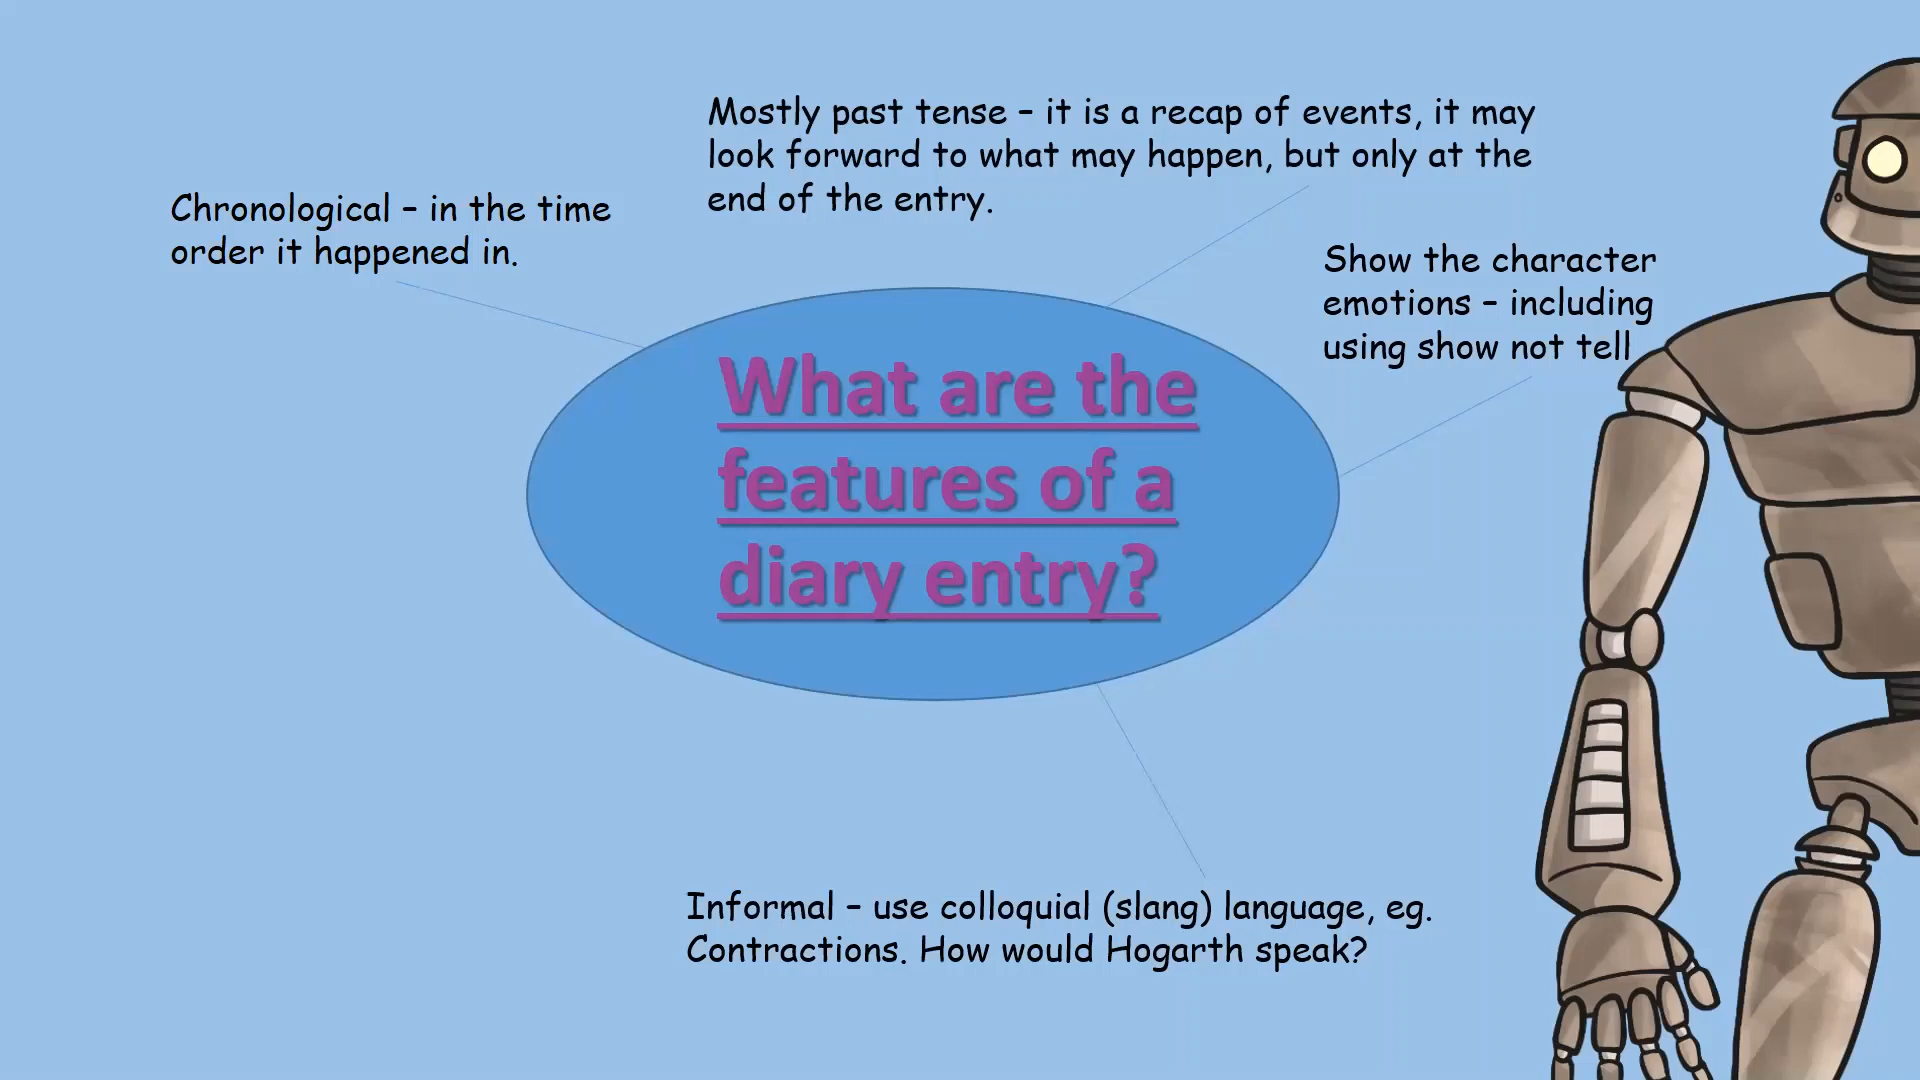 Mostly past tense – it is a recap of events, it may
look forward to what may happen, but only at the
end of the entry.
Chronological – in the time
order it happened in.
Show the character
emotions – including
using show not tell
What are the
features of a
diary entry?
Informal – use colloquial (slang) language, eg.
Contractions. How would Hogarth speak?